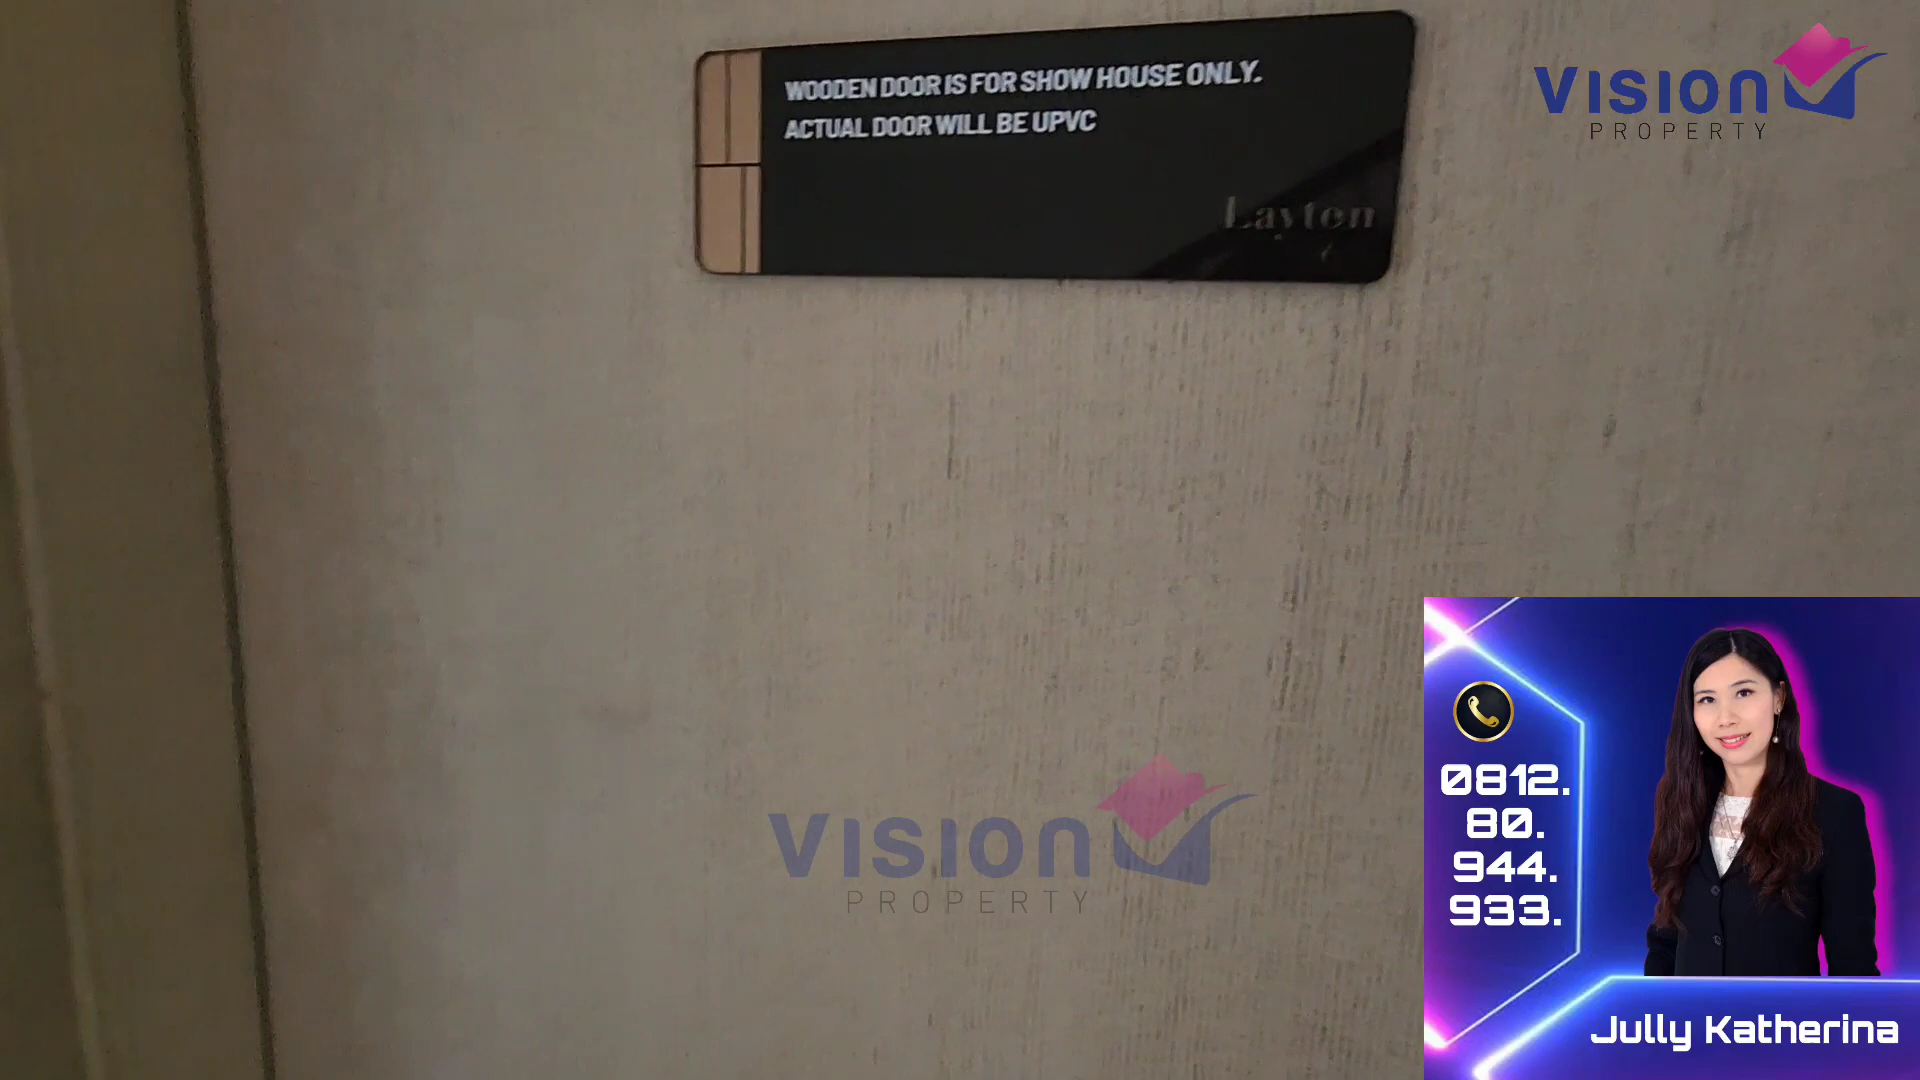 WOODEN DOOR IS FOR SHOW HOUSE ONLY.
ACTUAL DOOR WILL BE UPVC
Layton
VISION
PROPERTY
VISION
PROPERTY
0812.
80.
944.
933.
Jully Katherina